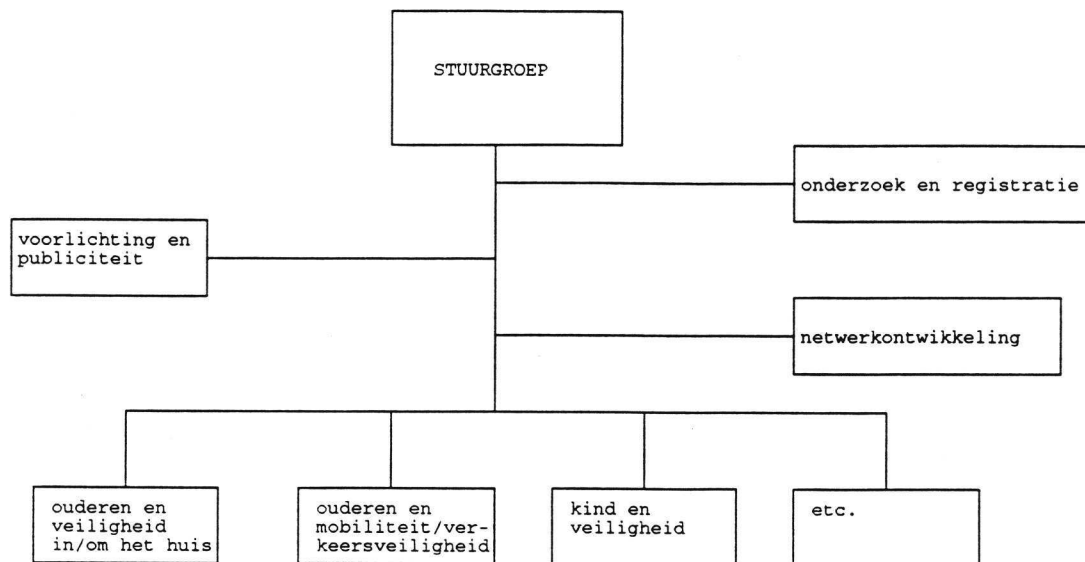 STUURGROEP
onderzoek en registratie
voorlichting en
publiciteit
netwerkontwikkeling
ouderen en
veiligheid
in/om het huis
ouderen en
mobiliteit/ver-
keersveiligheid
kind en
veiligheid
etc.